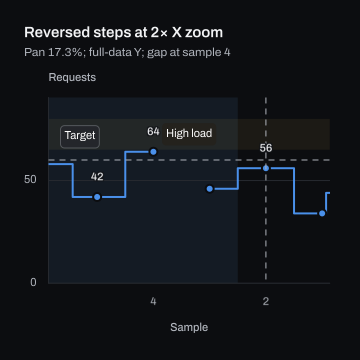 Reversed steps at 2× X zoom
Pan 17.3%; full-data Y; gap at sample 4
Requests
Target
64
High load
56
42
50
0
4
2
Sample